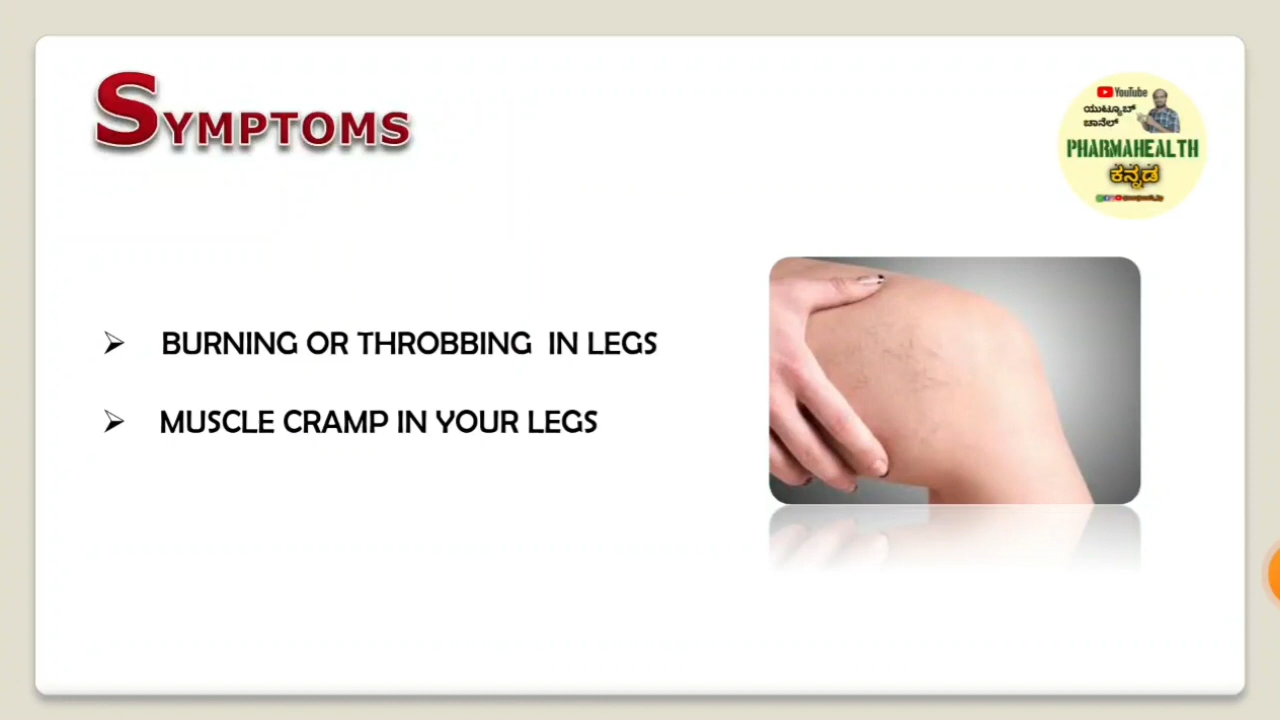 SYMPTOMS
YouTube
ಯುಟ್ಯೂಬ್
ಚಾನೆಲ್
PHARMAHEALTH
ಕನ್ನಡ
➢ BURNING OR THROBBING IN LEGS
➢ MUSCLE CRAMP IN YOUR LEGS